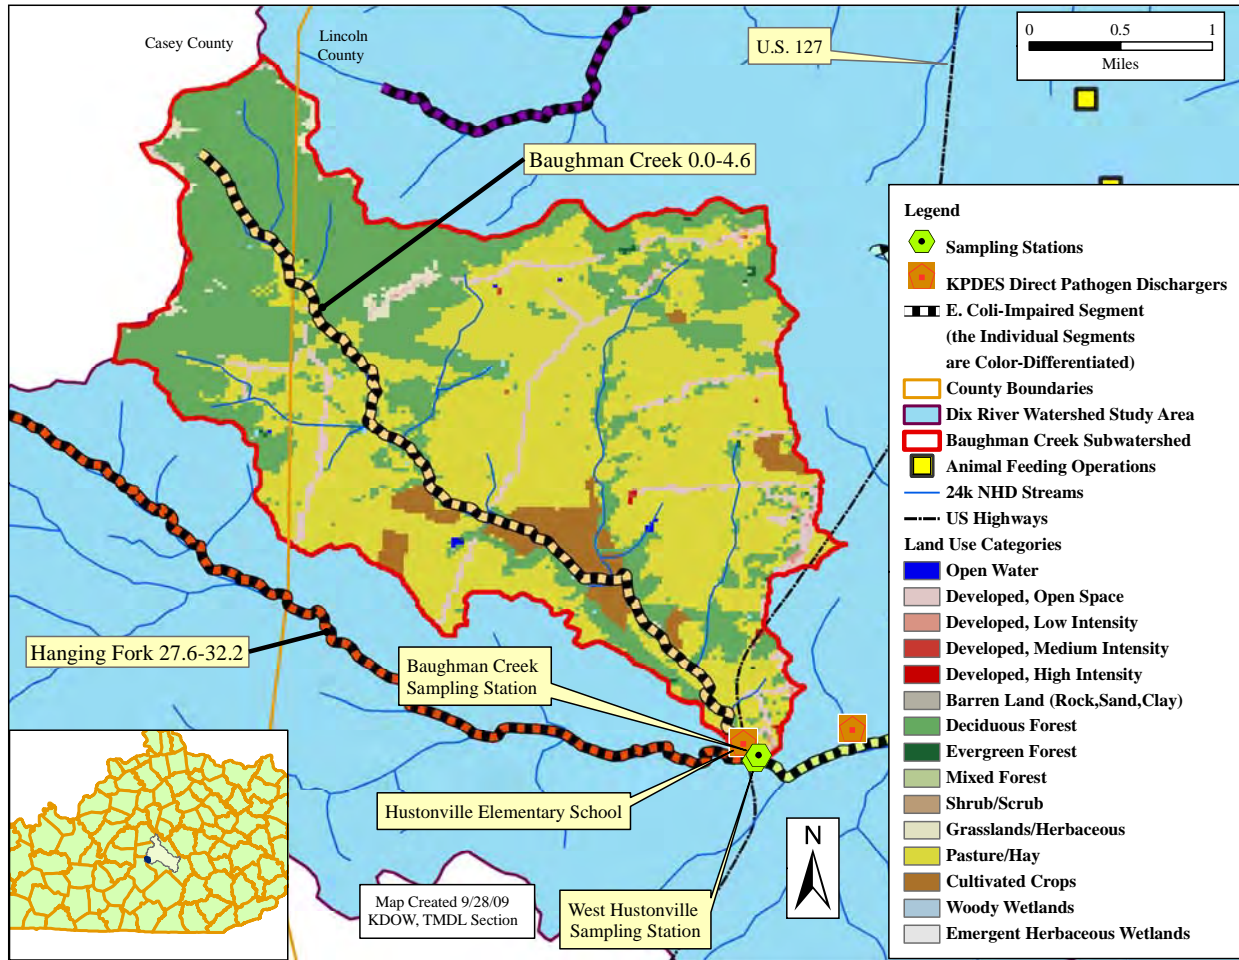 Casey County
Lincoln
County
U.S. 127
0 0.5 1
Miles
Baughman Creek 0.0-4.6
Legend
Sampling Stations
KPDES Direct Pathogen Dischargers
E. Coli-Impaired Segment
(the Individual Segments
are Color-Differentiated)
County Boundaries
Dix River Watershed Study Area
Baughman Creek Subwatershed
Animal Feeding Operations
24k NHD Streams
US Highways
Land Use Categories
Open Water
Developed, Open Space
Developed, Low Intensity
Developed, Medium Intensity
Developed, High Intensity
Barren Land (Rock,Sand,Clay)
Deciduous Forest
Evergreen Forest
Mixed Forest
Shrub/Scrub
Grasslands/Herbaceous
Pasture/Hay
Cultivated Crops
Woody Wetlands
Emergent Herbaceous Wetlands
Hanging Fork 27.6-32.2
Baughman Creek
Sampling Station
Hustonville Elementary School
N
Map Created 9/28/09
KDOW, TMDL Section
West Hustonville
Sampling Station